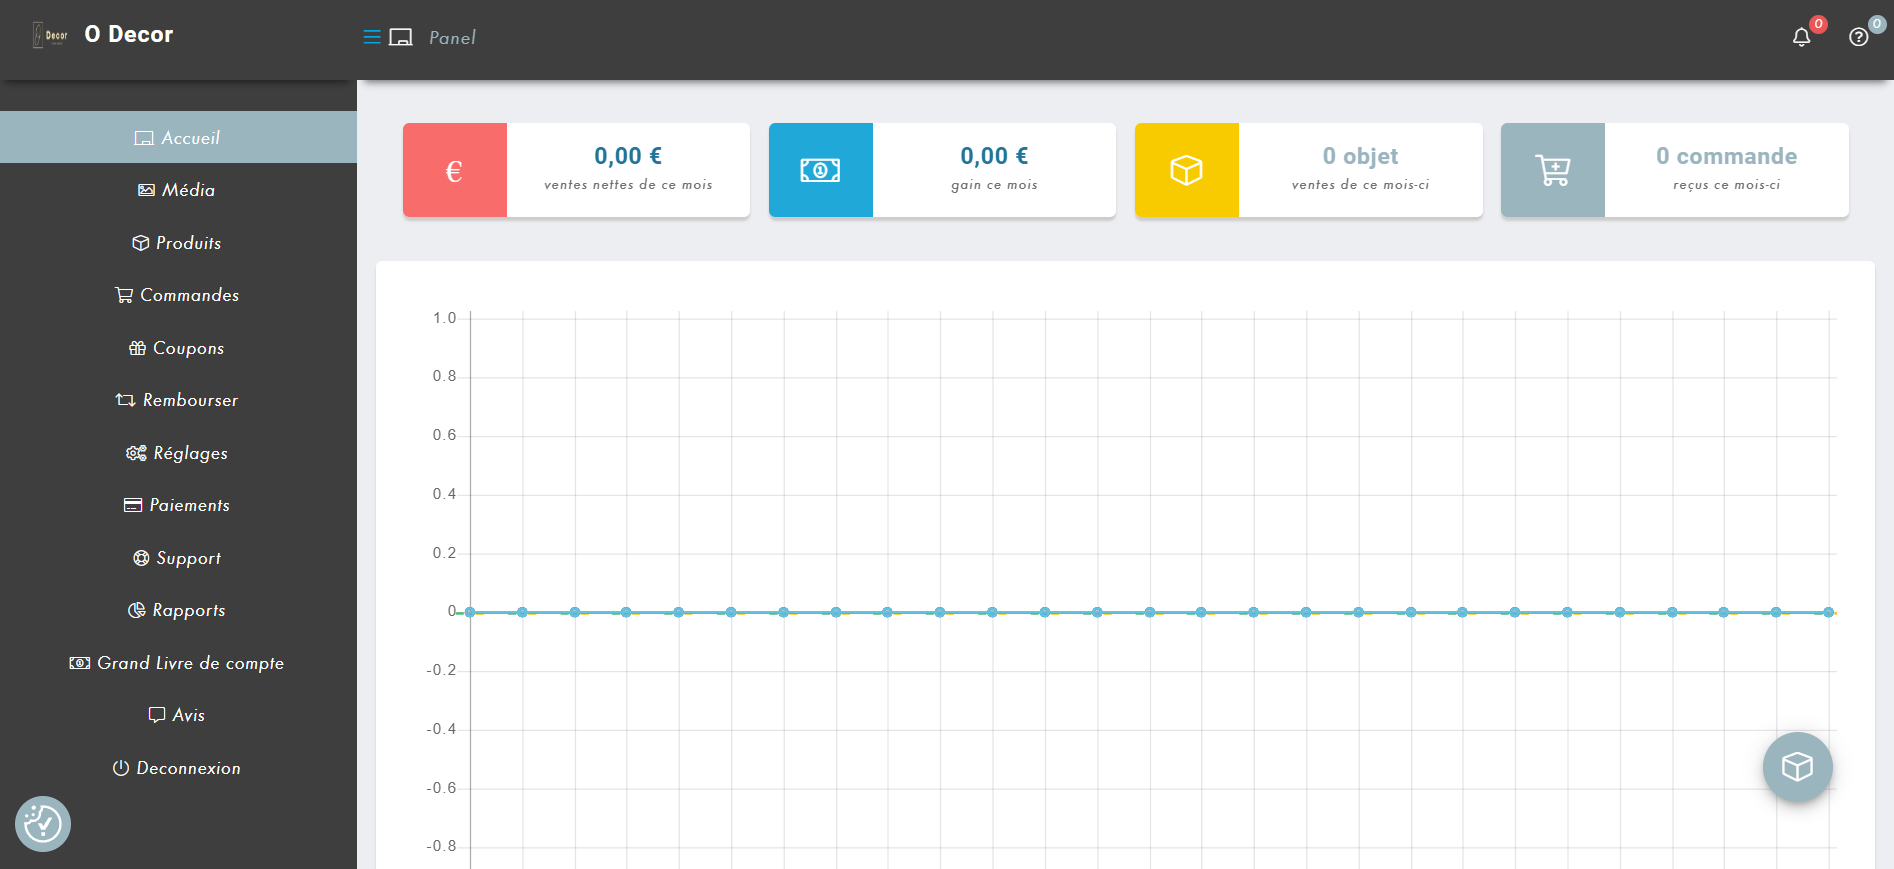 Decor
O Decor
Panel
0
0
Accueil
Média
Produits
Commandes
Coupons
Rembourser
Réglages
Paiements
Support
Rapports
Grand Livre de compte
Avis
Deconnexion
€
0,00 €
ventes nettes de ce mois
0,00 €
gain ce mois
0 objet
ventes de ce mois-ci
0 commande
reçus ce mois-ci
1.0
0.8
0.6
0.4
0.2
0
-0.2
-0.4
-0.6
-0.8